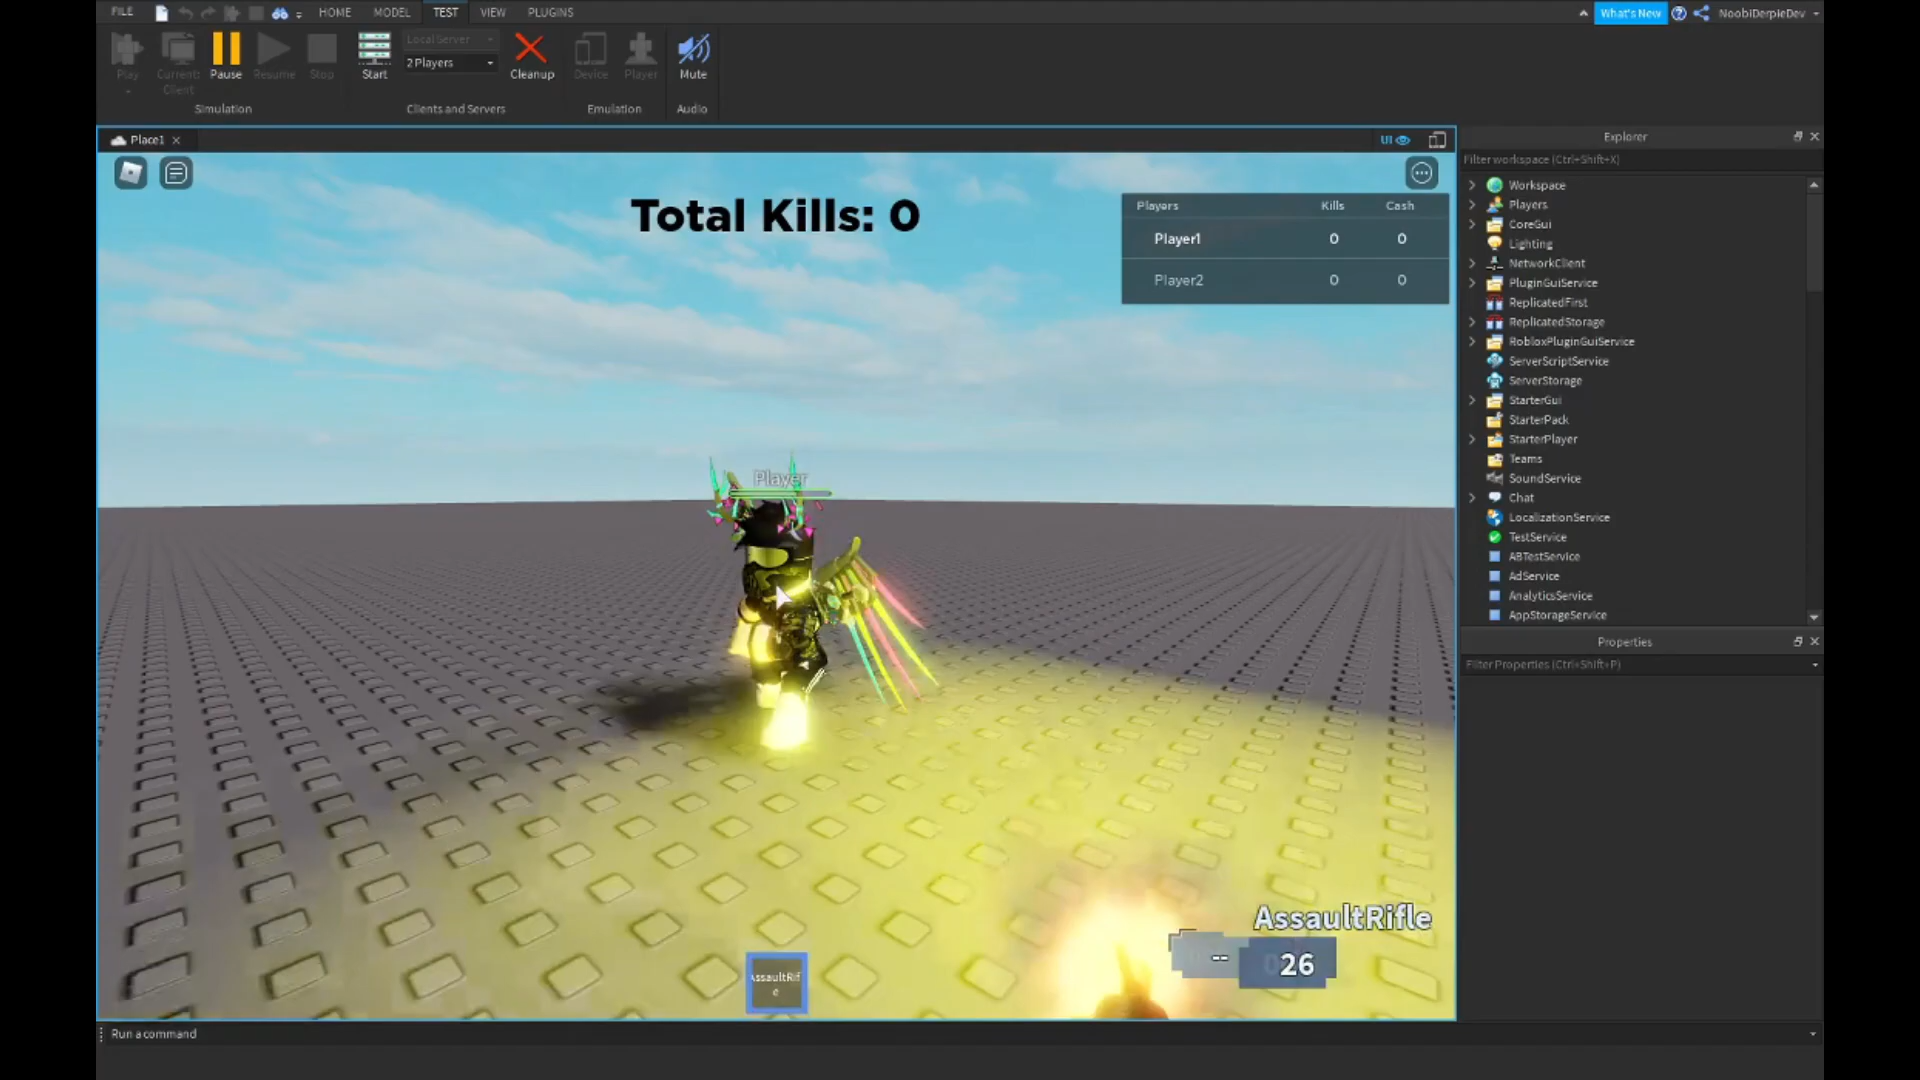 FILE HOME MODEL TEST VIEW PLUGINS What's New NoobiDerpieDev
Play Current Client Pause Resume Stop Start Local Server 2 Players Cleanup Device Player Mute
Simulation Clients and Servers Emulation Audio
Place1 UI
Total Kills: 0
Players Kills Cash
Player1 0 0
Player2 0 0
Player
AssaultRifle
-- 26
AssaultRif
e
Run a command
Explorer
Filter workspace (Ctrl+Shift+X)
Workspace
Players
CoreGui
Lighting
NetworkClient
PluginGuiService
ReplicatedFirst
ReplicatedStorage
RobloxPluginGuiService
ServerScriptService
ServerStorage
StarterGui
StarterPack
StarterPlayer
Teams
SoundService
Chat
LocalizationService
TestService
ABTestService
AdService
AnalyticsService
AppStorageService
Properties
Filter Properties (Ctrl+Shift+P)